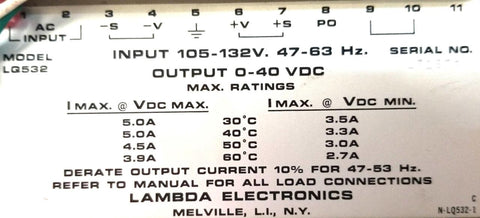 1 2 3 4 5 6 7 8 9 10 11
AC INPUT -S -V +V +S PO
MODEL INPUT 105-132V. 47-63 Hz. SERIAL NO.
LQ532
OUTPUT 0-40 VDC
MAX. RATINGS
I MAX. @ VDC MAX. I MAX. @ VDC MIN.
5.0A 30°C 3.5A
5.0A 40°C 3.3A
4.5A 50°C 3.0A
3.9A 60°C 2.7A
DERATE OUTPUT CURRENT 10% FOR 47-53 Hz.
REFER TO MANUAL FOR ALL LOAD CONNECTIONS
LAMBDA ELECTRONICS C
MELVILLE, L.I., N.Y. N-LQ532-1